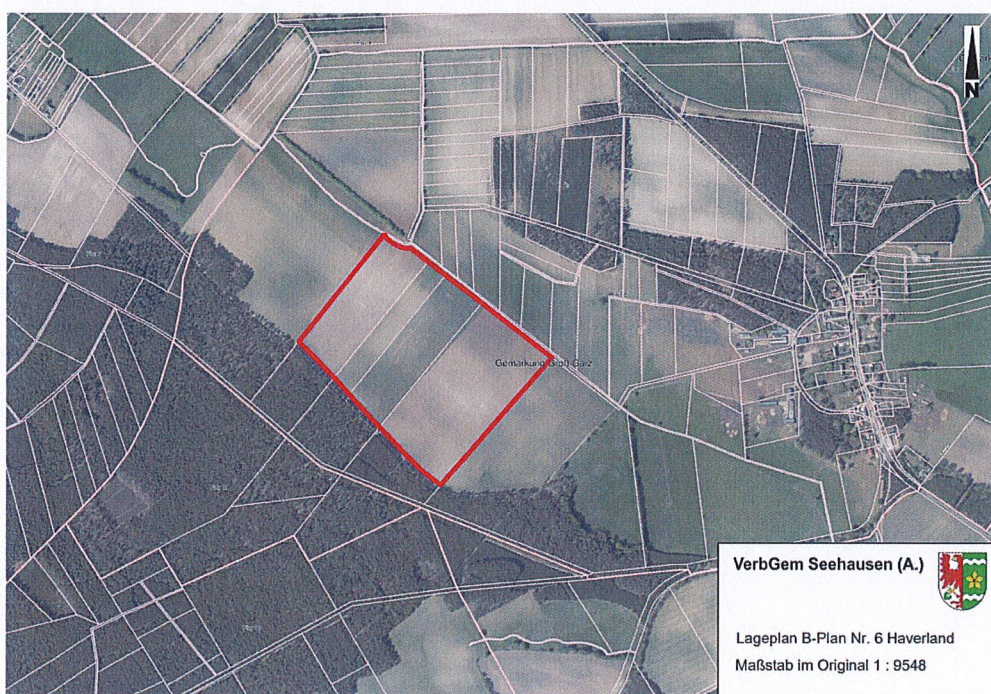 N
Gemarkung Groß Garz
VerbGem Seehausen (A.)
Lageplan B-Plan Nr. 6 Haverland
Maßstab im Original 1 : 9548